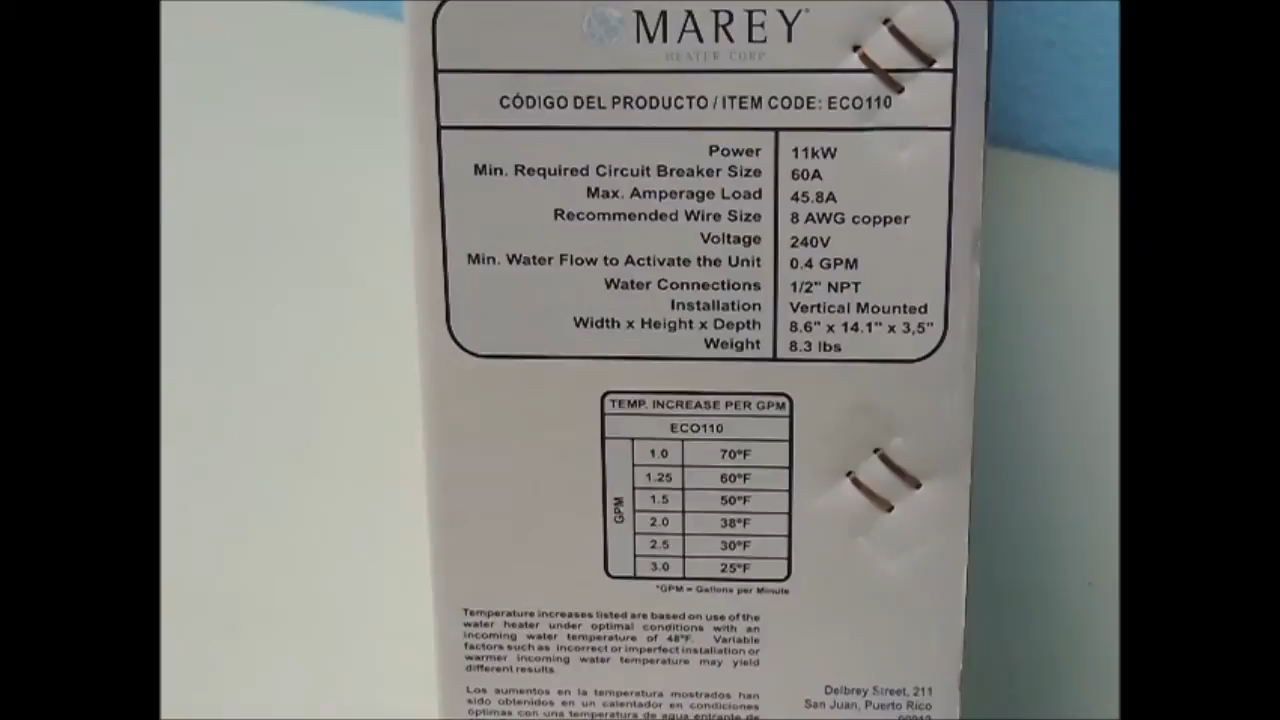 MAREY®
HEATER CORP
CÓDIGO DEL PRODUCTO / ITEM CODE: ECO110
Power 11kW
Min. Required Circuit Breaker Size 60A
Max. Amperage Load 45.8A
Recommended Wire Size 8 AWG copper
Voltage 240V
Min. Water Flow to Activate the Unit 0.4 GPM
Water Connections 1/2" NPT
Installation Vertical Mounted
Width x Height x Depth 8.6" x 14.1" x 3,5"
Weight 8.3 lbs
TEMP. INCREASE PER GPM
ECO110
GPM
1.0 70°F
1.25 60°F
1.5 50°F
2.0 38°F
2.5 30°F
3.0 25°F
*GPM = Gallons per Minute
Temperature increases listed are based on use of the
water heater under optimal conditions with an
incoming water temperature of 48°F. Variable
factors such as incorrect or imperfect installation or
warmer incoming water temperature may yield
different results.
Los aumentos en la temperatura mostrados han
sido obtenidos en un calentador en condiciones
óptimas con una temperatura de agua entrante de
Delbrey Street, 211
San Juan, Puerto Rico